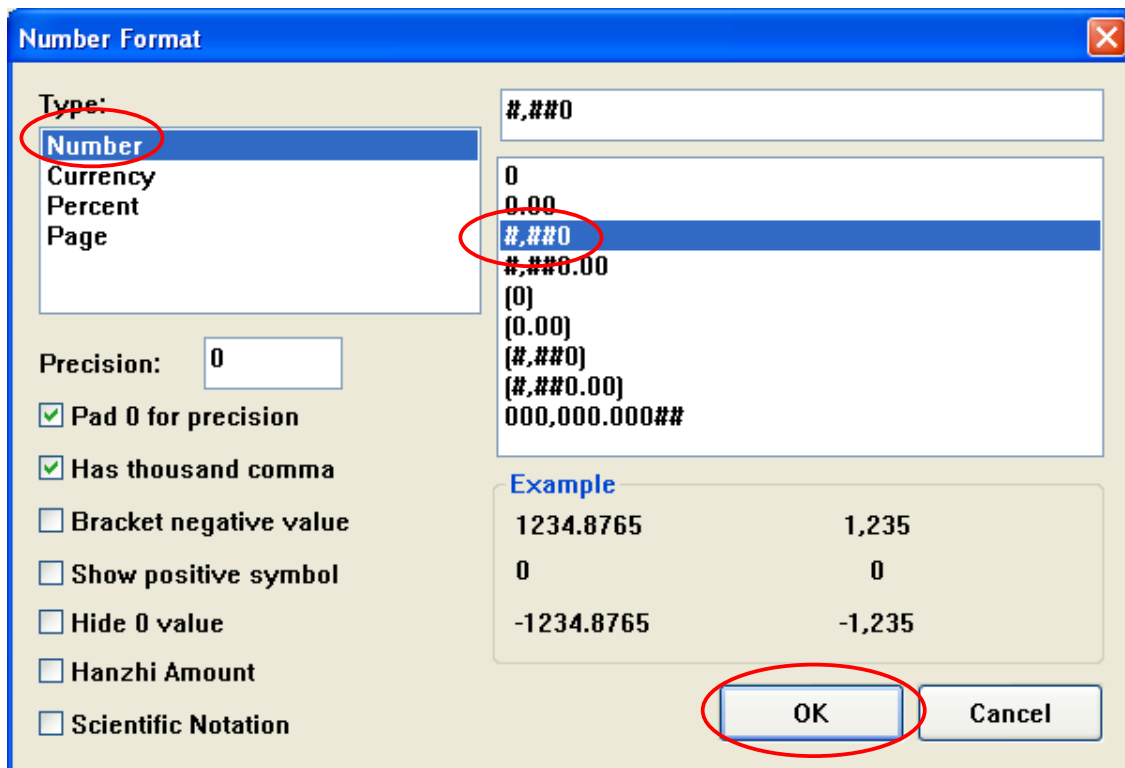 Number Format
Type:
Number
Currency
Percent
Page
Precision:
0
Pad 0 for precision
Has thousand comma
Bracket negative value
Show positive symbol
Hide 0 value
Hanzhi Amount
Scientific Notation
#,##0
0
0.00
#,##0
#,##0.00
(0)
(0.00)
(#,##0)
(#,##0.00)
000,000.000##
Example
1234.8765 1,235
0 0
-1234.8765 -1,235
OK Cancel